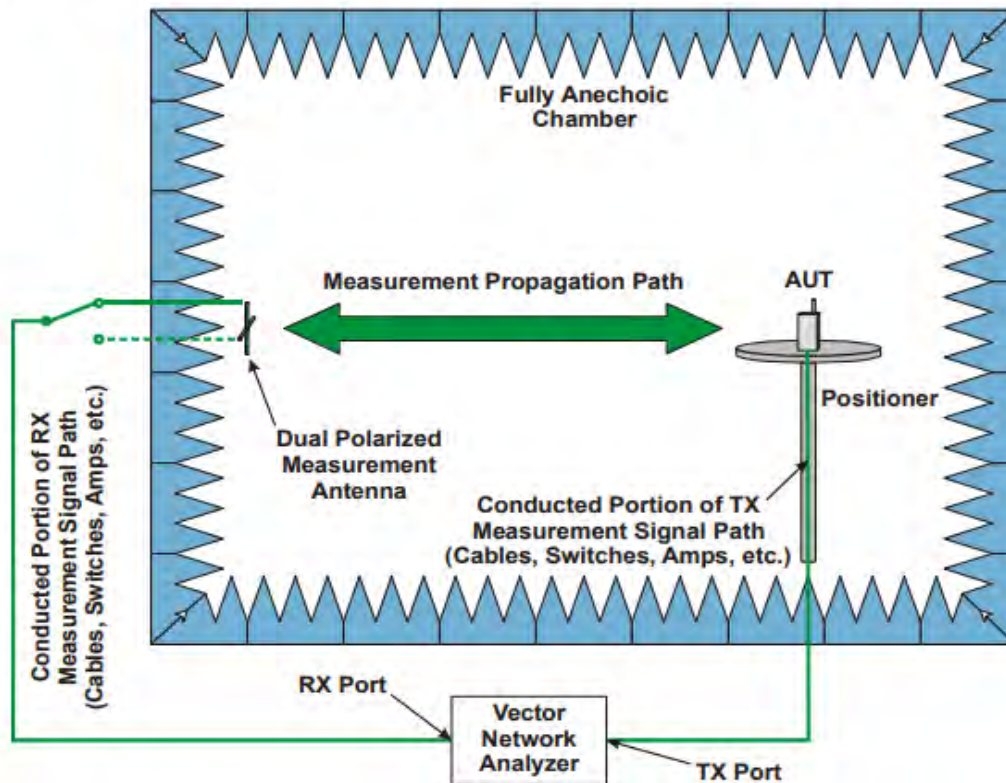 Fully Anechoic
Chamber
Measurement Propagation Path
AUT
Positioner
Dual Polarized
Measurement
Antenna
Conducted Portion of TX
Measurement Signal Path
(Cables, Switches, Amps, etc.)
Conducted Portion of RX
Measurement Signal Path
(Cables, Switches, Amps, etc.)
RX Port
Vector
Network
Analyzer
TX Port